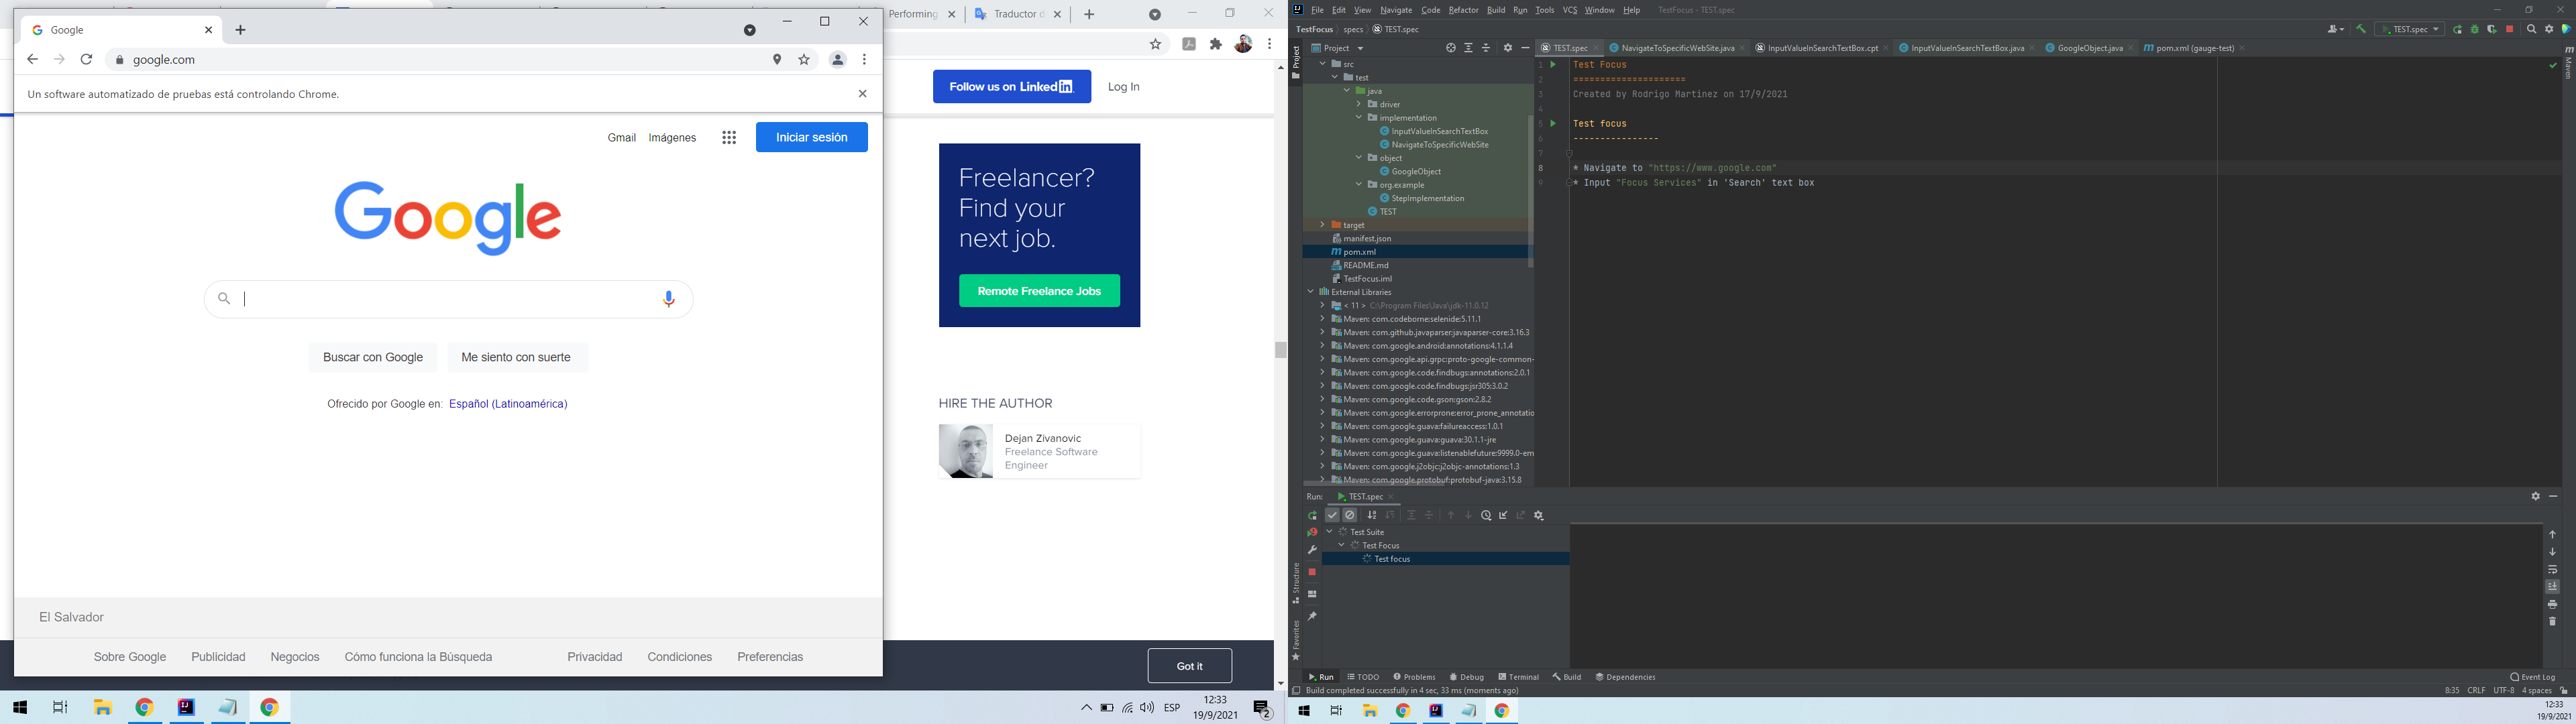 Google
google.com
Un software automatizado de pruebas está controlando Chrome.
Gmail
Imágenes
Iniciar sesión
Google
Buscar con Google
Me siento con suerte
Ofrecido por Google en: Español (Latinoamérica)
El Salvador
Sobre Google
Publicidad
Negocios
Cómo funciona la Búsqueda
Privacidad
Condiciones
Preferencias
Performing
Traductor d
Follow us on LinkedIn
Log In
Freelancer?
Find your
next job.
Remote Freelance Jobs
HIRE THE AUTHOR
Dejan Zivanovic
Freelance Software
Engineer
Got it
ESP
12:33
19/9/2021
2
File Edit View Navigate Code Refactor Build Run Tools VCS Window Help TestFocus - TEST.spec
TestFocus specs TEST.spec
TEST.spec
Project
TEST.spec
NavigateToSpecificWebSite.java
InputValueInSearchTextBox.cpt
InputValueInSearchTextBox.java
GoogleObject.java
pom.xml (gauge-test)
Project
Maven
src
test
java
driver
implementation
InputValueInSearchTextBox
NavigateToSpecificWebSite
object
GoogleObject
org.example
StepImplementation
TEST
target
manifest.json
pom.xml
README.md
TestFocus.iml
External Libraries
< 11 > C:\Program Files\Java\jdk-11.0.12
Maven: com.codeborne:selenide:5.11.1
Maven: com.github.javaparser:javaparser-core:3.16.3
Maven: com.google.android:annotations:4.1.1.4
Maven: com.google.api.grpc:proto-google-common-
Maven: com.google.code.findbugs:annotations:2.0.1
Maven: com.google.code.findbugs:jsr305:3.0.2
Maven: com.google.code.gson:gson:2.8.2
Maven: com.google.errorprone:error_prone_annotatio
Maven: com.google.guava:failureaccess:1.0.1
Maven: com.google.guava:guava:30.1.1-jre
Maven: com.google.guava:listenablefuture:9999.0-em
Maven: com.google.j2objc:j2objc-annotations:1.3
Maven: com.google.protobuf:protobuf-java:3.15.8
1 Test Focus
2 =====================
3 Created by Rodrigo Martinez on 17/9/2021
4
5 Test focus
6 ----------------
7
8 * Navigate to "https://www.google.com"
9 * Input "Focus Services" in 'Search' text box
Run: TEST.spec
Test Suite
Test Focus
Test focus
Structure
Favorites
Run TODO Problems Debug Terminal Build Dependencies
Event Log
Build completed successfully in 4 sec, 33 ms (moments ago)
8:35 CRLF UTF-8 4 spaces
12:33
19/9/2021